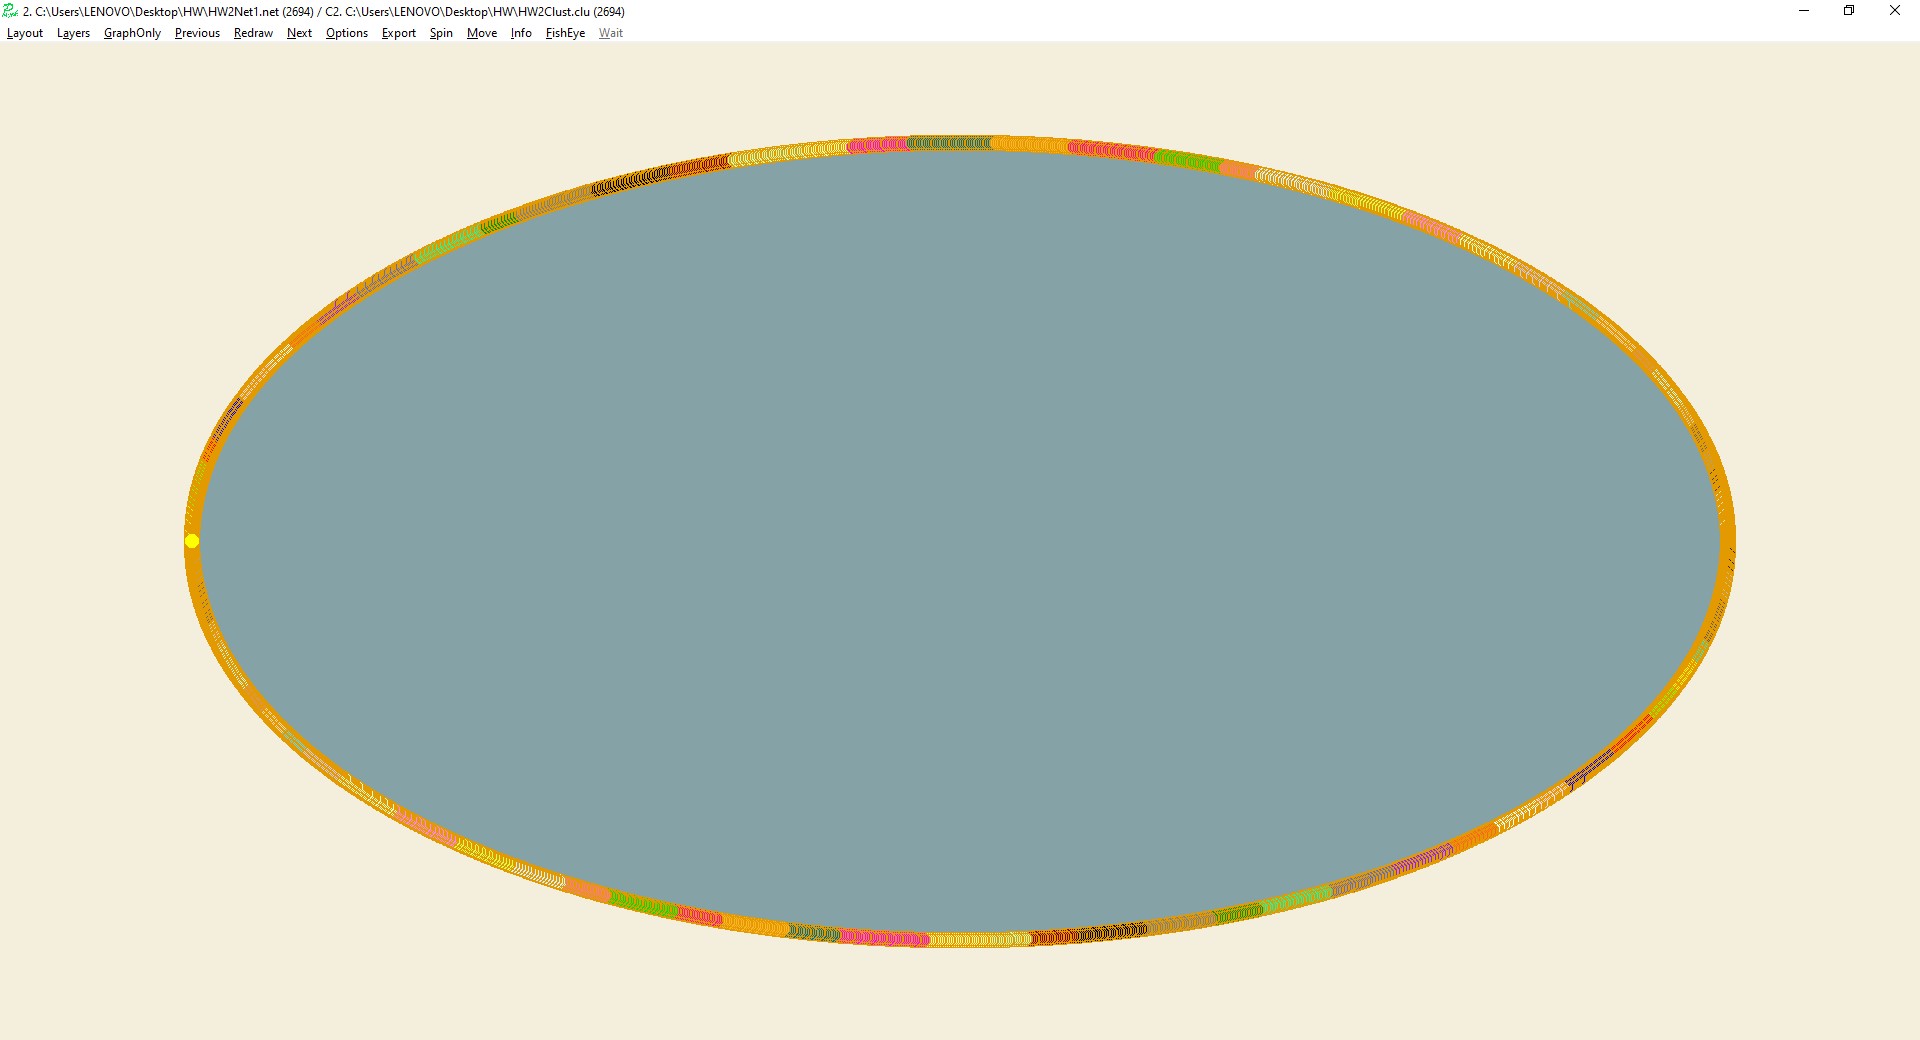 2. C:\Users\LENOVO\Desktop\HW\HW2Net1.net (2694) / C2. C:\Users\LENOVO\Desktop\HW\HW2Clust.clu (2694)
Layout Layers GraphOnly Previous Redraw Next Options Export Spin Move Info FishEye Wait